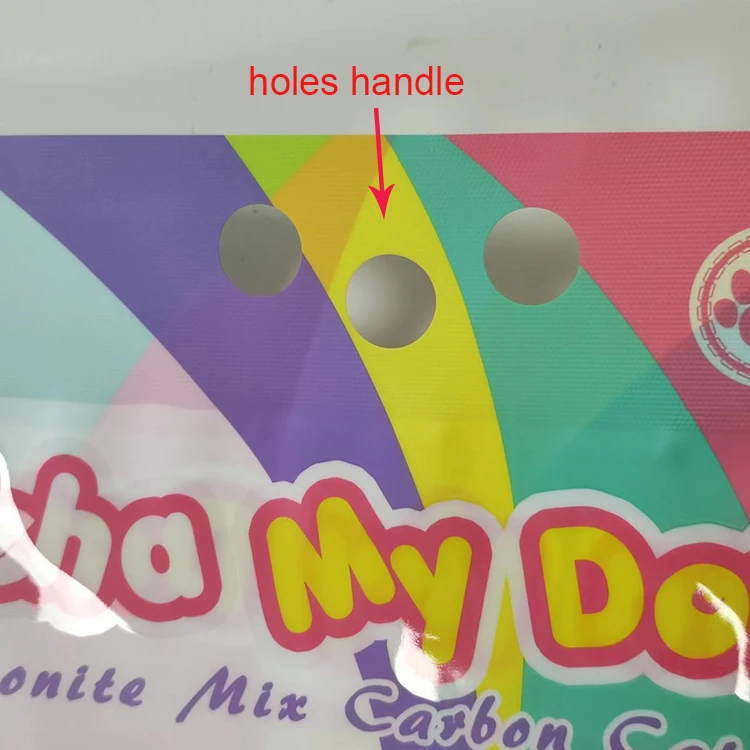 holes handle
cha My Do
onite Mix Carbon